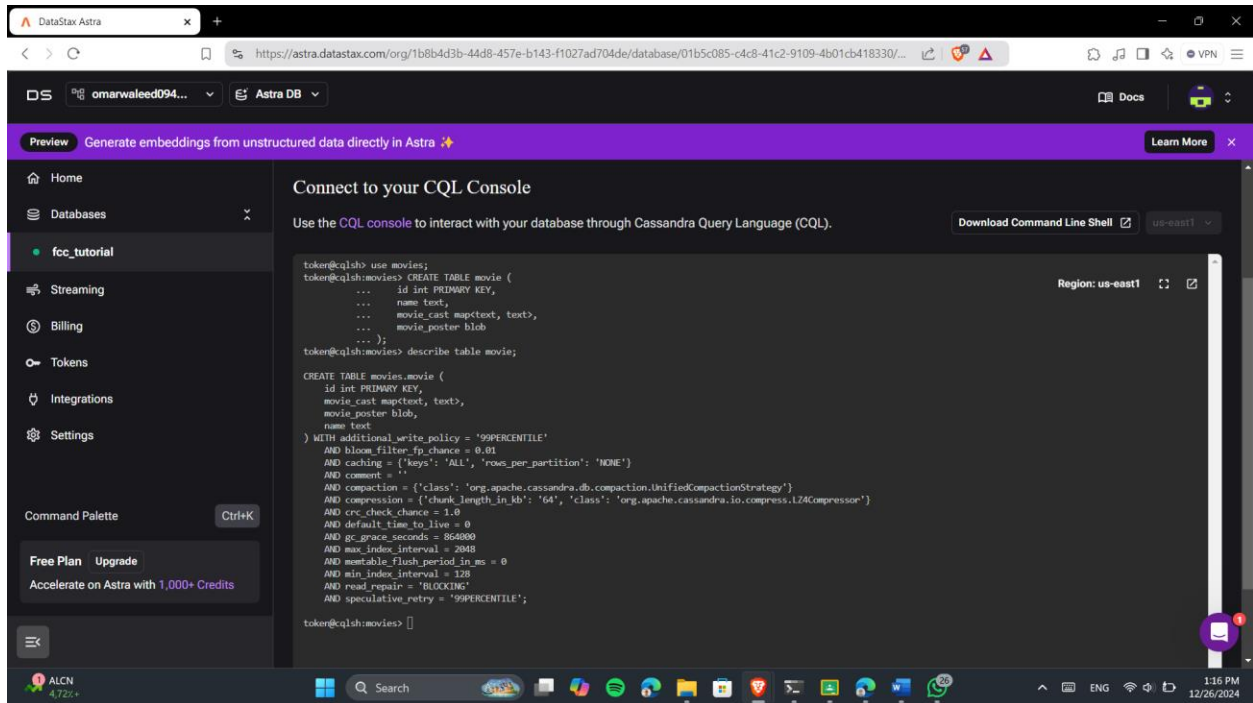 DataStax Astra
https://astra.datastax.com/org/1b8b4d3b-44d8-457e-b143-f1027ad704de/database/01b5c085-c4c8-41c2-9109-4b01cb418330/...
VPN
DS omarwaleed094... Astra DB
Docs
Preview Generate embeddings from unstructured data directly in Astra ✨
Learn More
Home
Databases
fcc_tutorial
Streaming
Billing
Tokens
Integrations
Settings
Command Palette Ctrl+K
Free Plan Upgrade
Accelerate on Astra with 1,000+ Credits
Connect to your CQL Console
Use the CQL console to interact with your database through Cassandra Query Language (CQL).
Download Command Line Shell
us-east1
Region: us-east1
token@cqlsh> use movies;
token@cqlsh:movies> CREATE TABLE movie (
... id int PRIMARY KEY,
... name text,
... movie_cast map<text, text>,
... movie_poster blob
... );
token@cqlsh:movies> describe table movie;
CREATE TABLE movies.movie (
id int PRIMARY KEY,
movie_cast map<text, text>,
movie_poster blob,
name text
) WITH additional_write_policy = '99PERCENTILE'
AND bloom_filter_fp_chance = 0.01
AND caching = {'keys': 'ALL', 'rows_per_partition': 'NONE'}
AND comment = ''
AND compaction = {'class': 'org.apache.cassandra.db.compaction.UnifiedCompactionStrategy'}
AND compression = {'chunk_length_in_kb': '64', 'class': 'org.apache.cassandra.io.compress.LZ4Compressor'}
AND crc_check_chance = 1.0
AND default_time_to_live = 0
AND gc_grace_seconds = 864000
AND max_index_interval = 2048
AND memtable_flush_period_in_ms = 0
AND min_index_interval = 128
AND read_repair = 'BLOCKING'
AND speculative_retry = '99PERCENTILE';
token@cqlsh:movies>
1
1
ALCN
4,72%+
Search
26
ENG
1:16 PM
12/26/2024